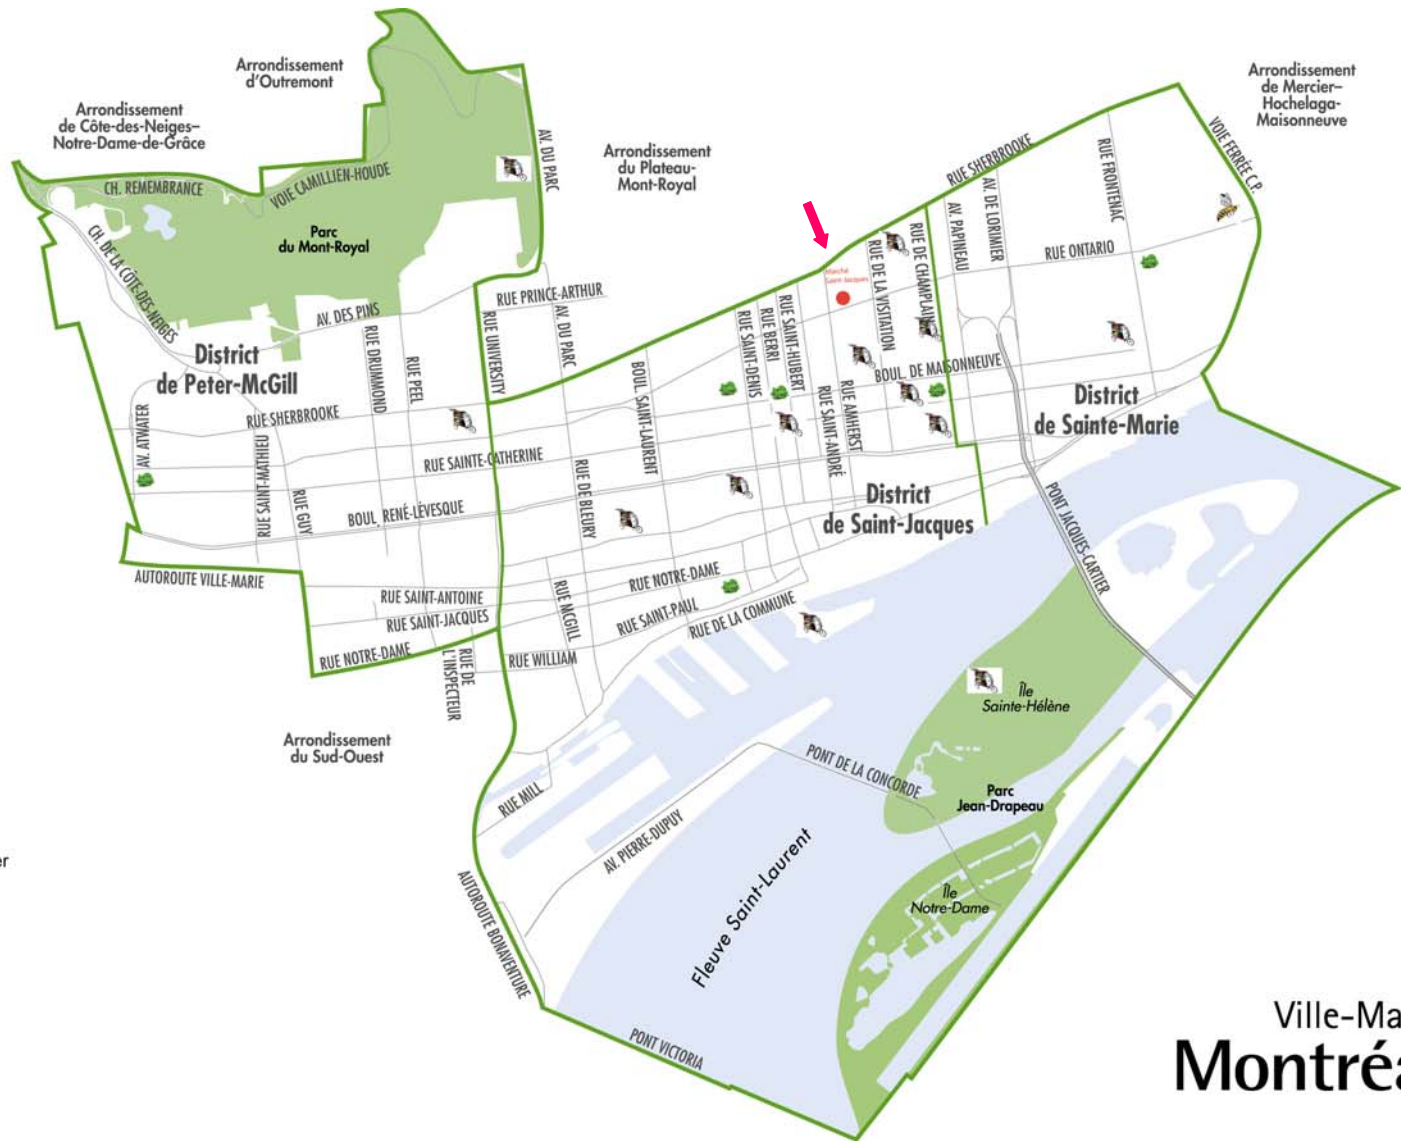 Arrondissement
d'Outremont
Arrondissement
de Côte-des-Neiges–
Notre-Dame-de-Grâce
Arrondissement
de Mercier–
Hochelaga-
Maisonneuve
Arrondissement
du Plateau-
Mont-Royal
CH. REMEMBRANCE
VOIE CAMILLIEN-HOUDE
AV. DU PARC
Parc
du Mont-Royal
CH. DE LA CÔTE-DES-NEIGES
AV. DES PINS
RUE PRINCE-ARTHUR
RUE SHERBROOKE
RUE FRONTENAC
VOIE FERRÉE C.P.
AV. DE LORIMIER
AV. PAPINEAU
RUE DE CHAMPLAIN
RUE DE LA VISITATION
RUE ONTARIO
Marché
Saint-Jacques
RUE SAINT-HUBERT
RUE BERRI
RUE SAINT-DENIS
AV. DU PARC
RUE UNIVERSITY
RUE DRUMMOND
RUE PEEL
District
de Peter-McGill
BOUL. SAINT-LAURENT
BOUL. DE MAISONNEUVE
RUE AMHERST
RUE SAINT-ANDRÉ
District
de Sainte-Marie
AV. ATWATER
RUE SHERBROOKE
RUE SAINT-MATHIEU
RUE GUY
RUE SAINTE-CATHERINE
BOUL. RENÉ-LÉVESQUE
RUE DE BLEURY
District
de Saint-Jacques
PONT JACQUES-CARTIER
AUTOROUTE VILLE-MARIE
RUE SAINT-ANTOINE
RUE SAINT-JACQUES
RUE NOTRE-DAME
RUE NOTRE-DAME
RUE MCGILL
RUE SAINT-PAUL
RUE DE LA COMMUNE
RUE DE
L'INSPECTEUR
RUE WILLIAM
Île
Sainte-Hélène
Arrondissement
du Sud-Ouest
PONT DE LA CONCORDE
RUE MILL
Parc
Jean-Drapeau
AV. PIERRE-DUPUY
er
Fleuve Saint-Laurent
Île
Notre-Dame
AUTOROUTE BONAVENTURE
PONT VICTORIA
Ville-Ma
Montréa